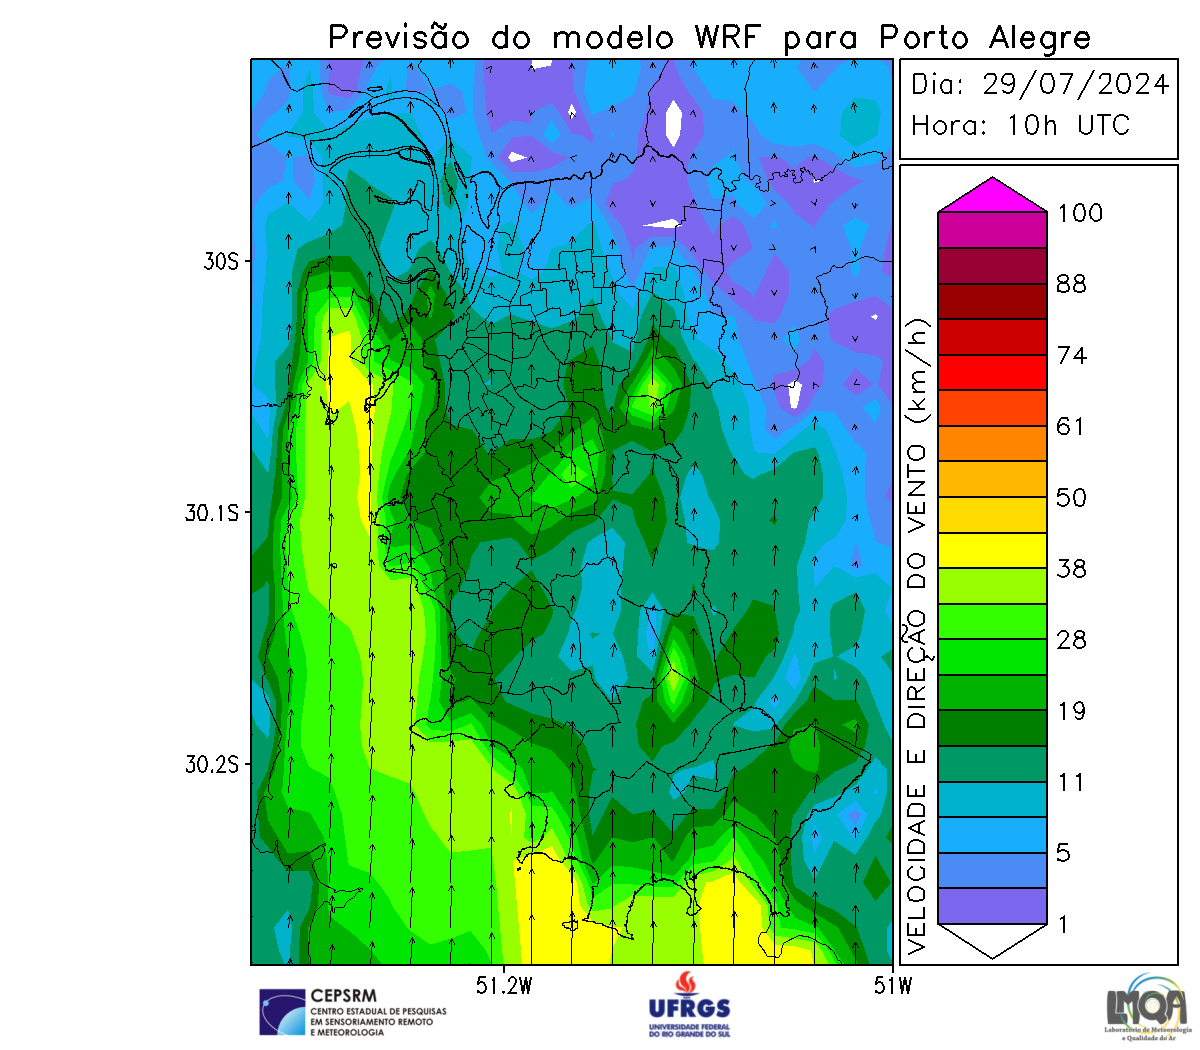 Previsão do modelo WRF para Porto Alegre
Dia: 29/07/2024
Hora: 10h UTC
30S
30.1S
30.2S
51.2W
51W
VELOCIDADE E DIREÇÃO DO VENTO (km/h)
100
88
74
61
50
38
28
19
11
5
1
CEPSRM
CENTRO ESTADUAL DE PESQUISAS
EM SENSORIAMENTO REMOTO
E METEOROLOGIA
UFRGS
UNIVERSIDADE FEDERAL
DO RIO GRANDE DO SUL
LMQA
Laboratório de Meteorologia
e Qualidade do Ar